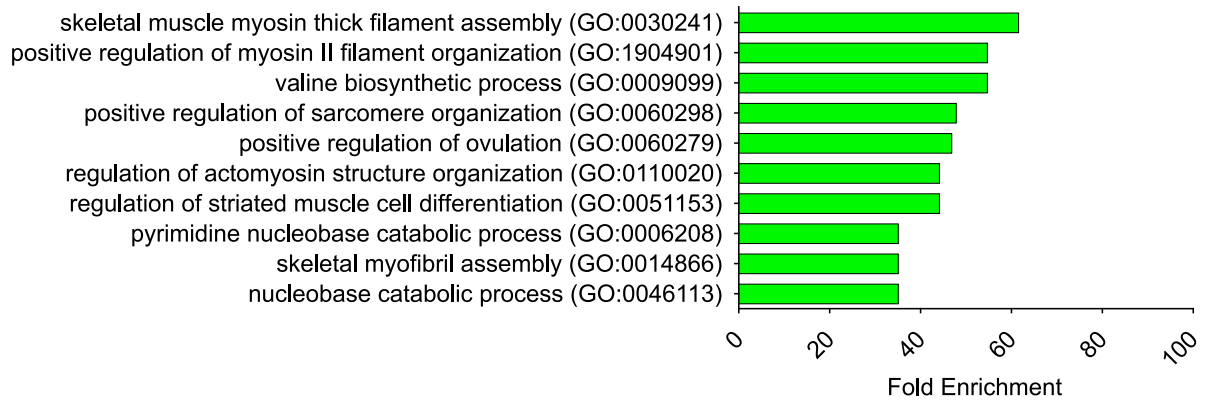 skeletal muscle myosin thick filament assembly (GO:0030241)
positive regulation of myosin II filament organization (GO:1904901)
valine biosynthetic process (GO:0009099)
positive regulation of sarcomere organization (GO:0060298)
positive regulation of ovulation (GO:0060279)
regulation of actomyosin structure organization (GO:0110020)
regulation of striated muscle cell differentiation (GO:0051153)
pyrimidine nucleobase catabolic process (GO:0006208)
skeletal myofibril assembly (GO:0014866)
nucleobase catabolic process (GO:0046113)
0 20 40 60 80 100
Fold Enrichment